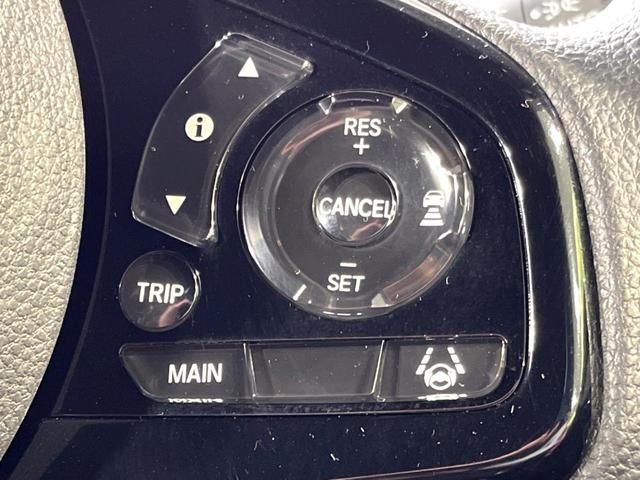 i
RES
+
CANCEL
−
SET
TRIP
MAIN